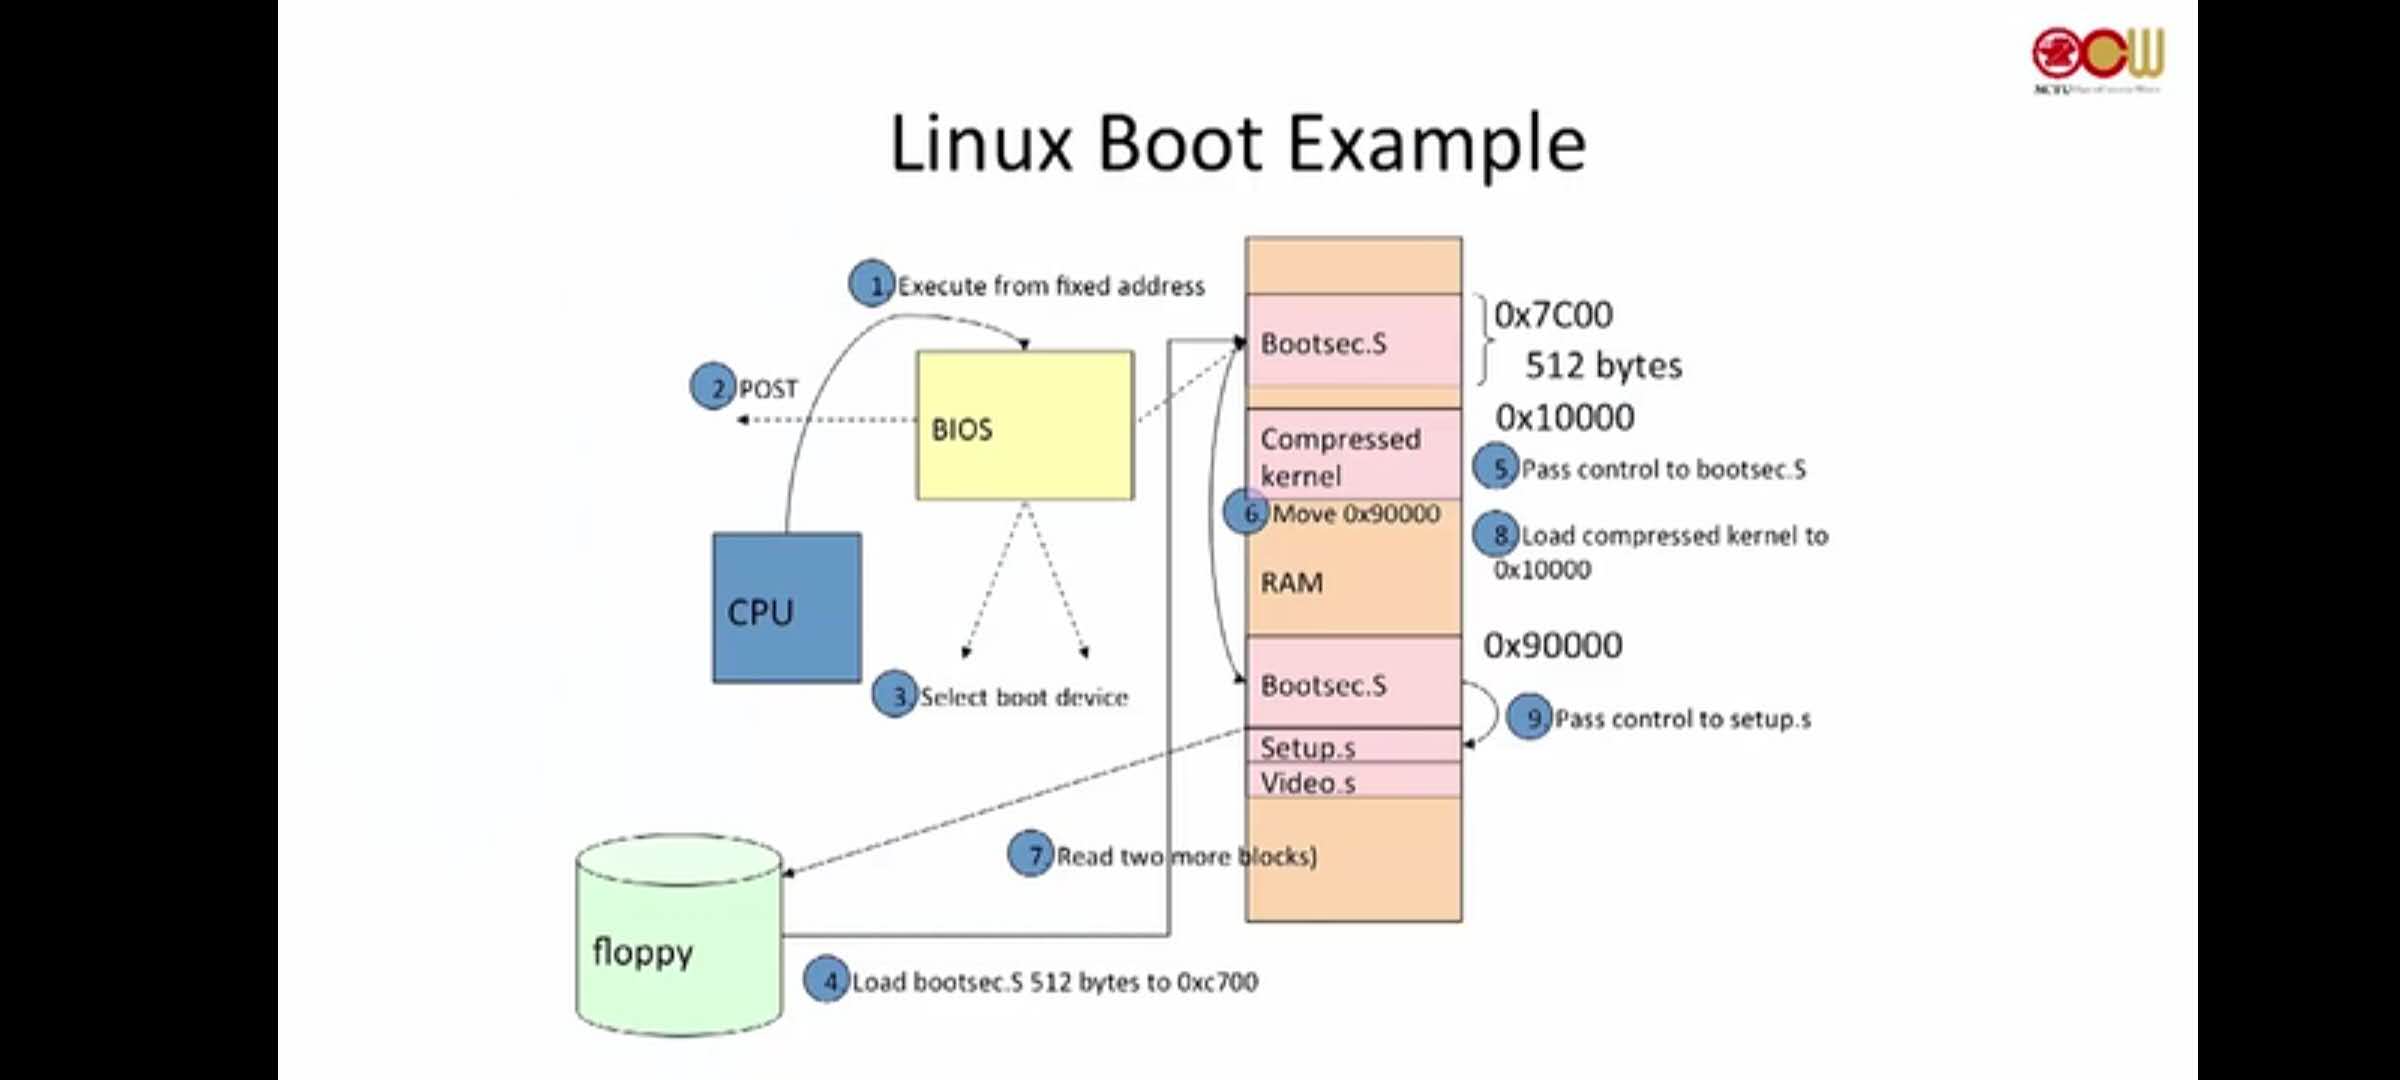 Linux Boot Example
1. Execute from fixed address
2. POST
BIOS
CPU
3. Select boot device
floppy
4. Load bootsec.S 512 bytes to 0xc700
7. Read two more blocks)
Bootsec.S
Compressed
kernel
6. Move 0x90000
RAM
Bootsec.S
Setup.s
Video.s
0x7C00
512 bytes
0x10000
5. Pass control to bootsec.S
8. Load compressed kernel to
0x10000
0x90000
9. Pass control to setup.s
OCW